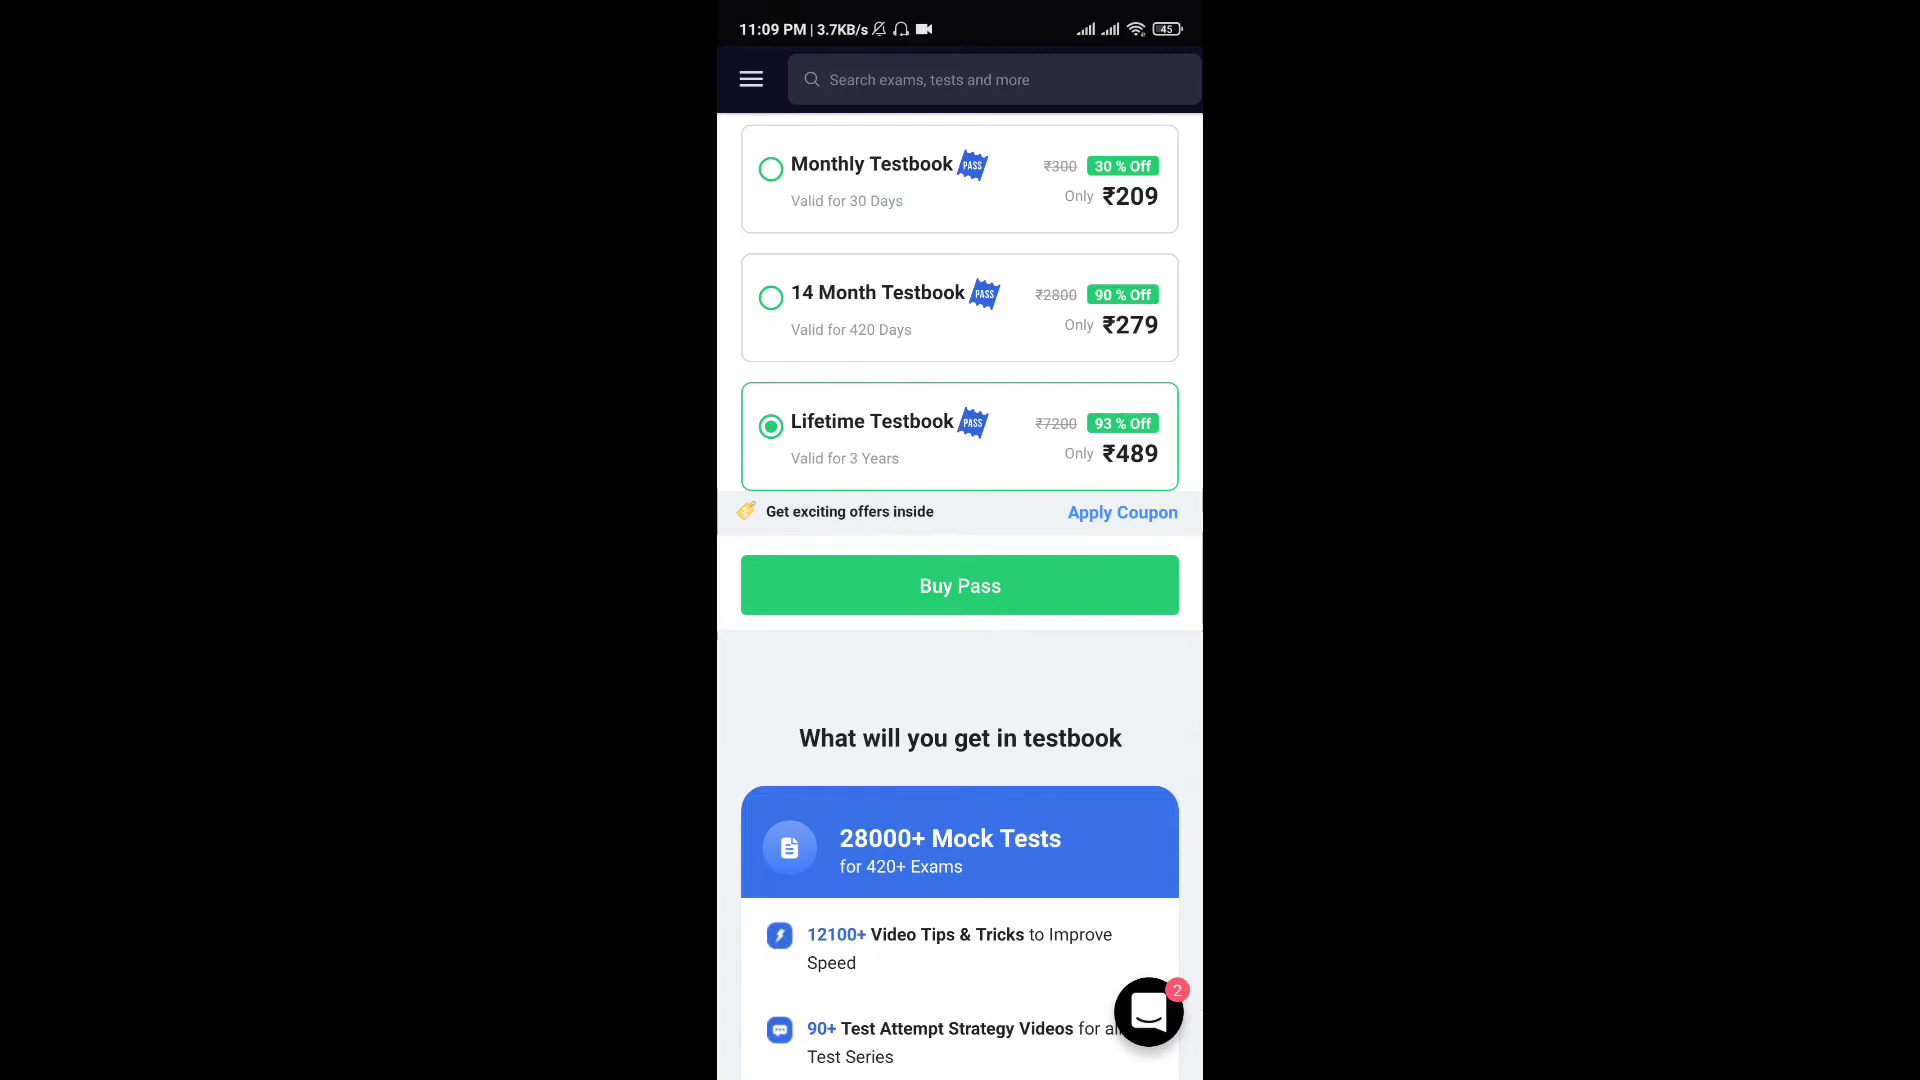 11:09 PM | 3.7KB/s 45
Search exams, tests and more
Monthly Testbook PASS ₹300 30 % Off
Valid for 30 Days Only ₹209
14 Month Testbook PASS ₹2800 90 % Off
Valid for 420 Days Only ₹279
Lifetime Testbook PASS ₹7200 93 % Off
Valid for 3 Years Only ₹489
Get exciting offers inside Apply Coupon
Buy Pass
What will you get in testbook
28000+ Mock Tests
for 420+ Exams
12100+ Video Tips & Tricks to Improve
Speed
2
90+ Test Attempt Strategy Videos for
Test Series